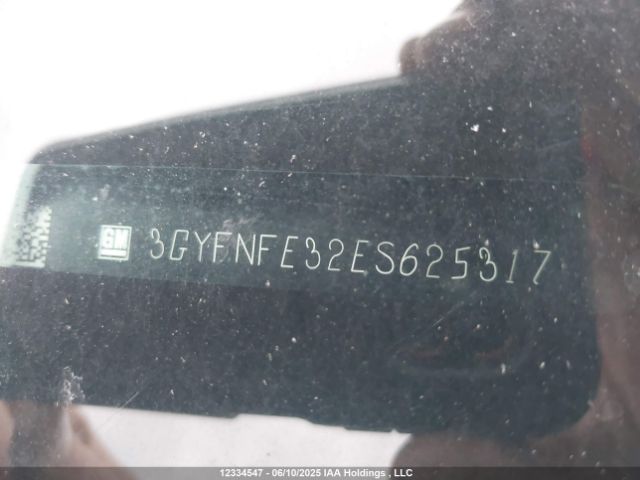 GM 3GYFNFE32ES625317
12334547 - 06/10/2025 IAA Holdings , LLC